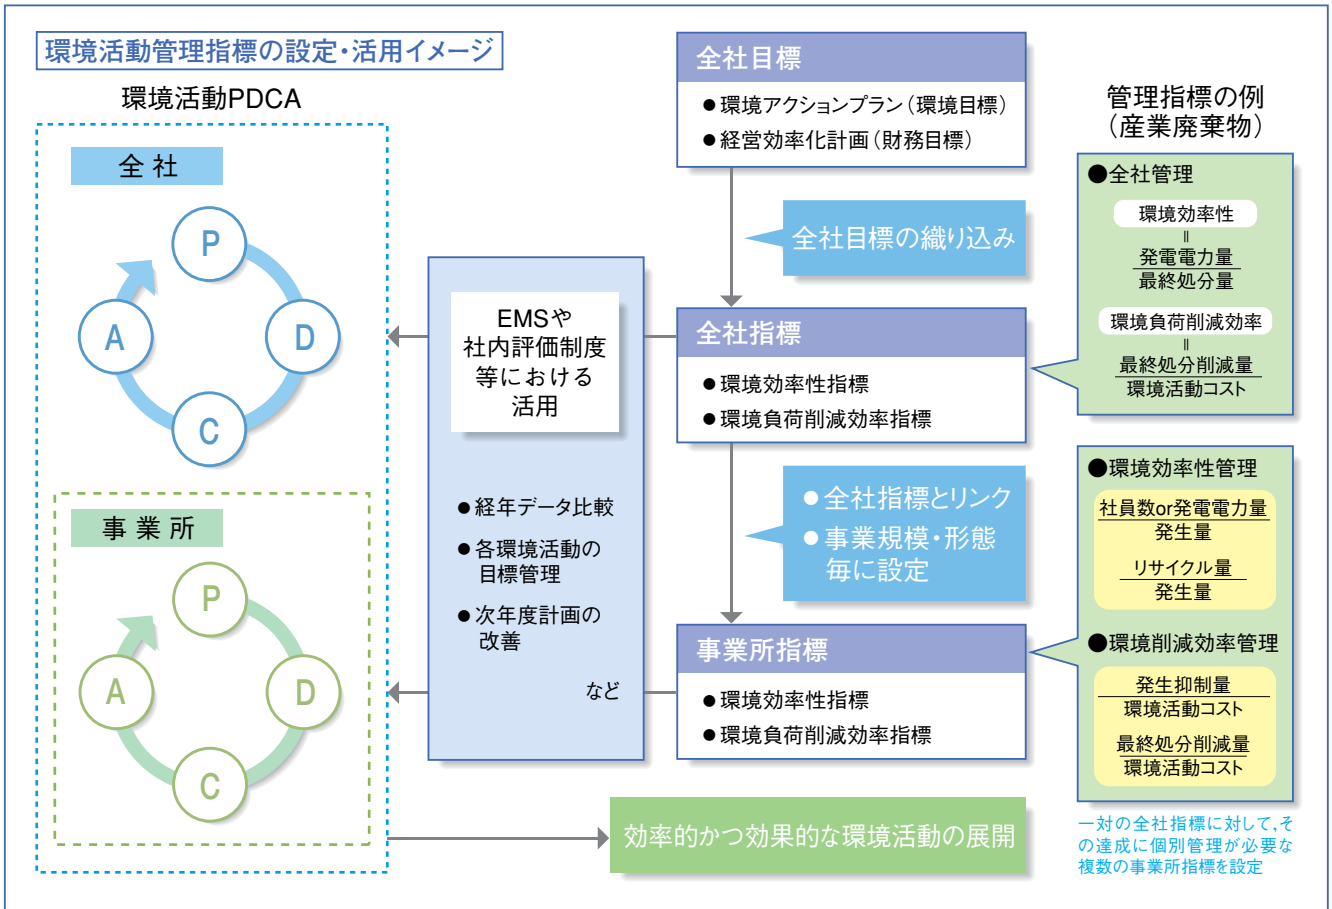 環境活動管理指標の設定・活用イメージ
環境活動PDCA
全社
P
D
C
A
事業所
P
D
C
A
EMSや
社内評価制度
等における
活用
●経年データ比較
●各環境活動の
目標管理
●次年度計画の
改善
など
全社目標
●環境アクションプラン（環境目標）
●経営効率化計画（財務目標）
全社目標の織り込み
全社指標
●環境効率性指標
●環境負荷削減効率指標
●全社指標とリンク
●事業規模・形態
毎に設定
事業所指標
●環境効率性指標
●環境負荷削減効率指標
効率的かつ効果的な環境活動の展開
管理指標の例
（産業廃棄物）
●全社管理
環境効率性
＝
発電電力量
最終処分量
環境負荷削減効率
＝
最終処分削減量
環境活動コスト
●環境効率性管理
社員数or発電電力量
発生量
リサイクル量
発生量
●環境削減効率管理
発生抑制量
環境活動コスト
最終処分削減量
環境活動コスト
一対の全社指標に対して,そ
の達成に個別管理が必要な
複数の事業所指標を設定